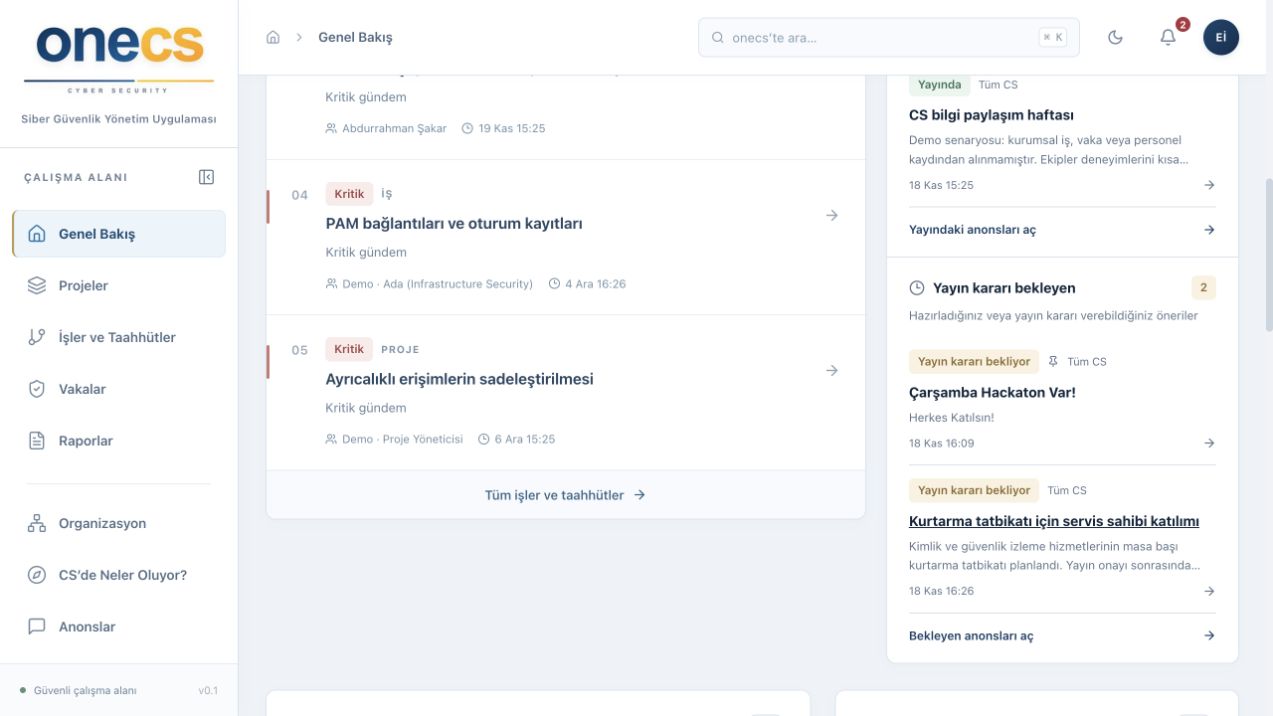 onecs
CYBER SECURITY
Siber Güvenlik Yönetim Uygulaması
ÇALIŞMA ALANI
Genel Bakış
Projeler
İşler ve Taahhütler
Vakalar
Raporlar
Organizasyon
CS'de Neler Oluyor?
Anonslar
Güvenli çalışma alanı
v0.1
Genel Bakış
onecs'te ara...
⌘ K
2
Eİ
Kritik gündem
Abdurrahman Şakar 19 Kas 15:25
04 Kritik İŞ
PAM bağlantıları ve oturum kayıtları
Kritik gündem
Demo · Ada (Infrastructure Security) 4 Ara 16:26
05 Kritik PROJE
Ayrıcalıklı erişimlerin sadeleştirilmesi
Kritik gündem
Demo · Proje Yöneticisi 6 Ara 15:25
Tüm işler ve taahhütler →
Yayında Tüm CS
CS bilgi paylaşım haftası
Demo senaryosu: kurumsal iş, vaka veya personel
kaydından alınmamıştır. Ekipler deneyimlerini kısa...
18 Kas 15:25
Yayındaki anonsları aç
Yayın kararı bekleyen 2
Hazırladığınız veya yayın kararı verebildiğiniz öneriler
Yayın kararı bekliyor Tüm CS
Çarşamba Hackaton Var!
Herkes Katılsın!
18 Kas 16:09
Yayın kararı bekliyor Tüm CS
Kurtarma tatbikatı için servis sahibi katılımı
Kimlik ve güvenlik izleme hizmetlerinin masa başı
kurtarma tatbikatı planlandı. Yayın onayı sonrasında...
18 Kas 16:26
Bekleyen anonsları aç